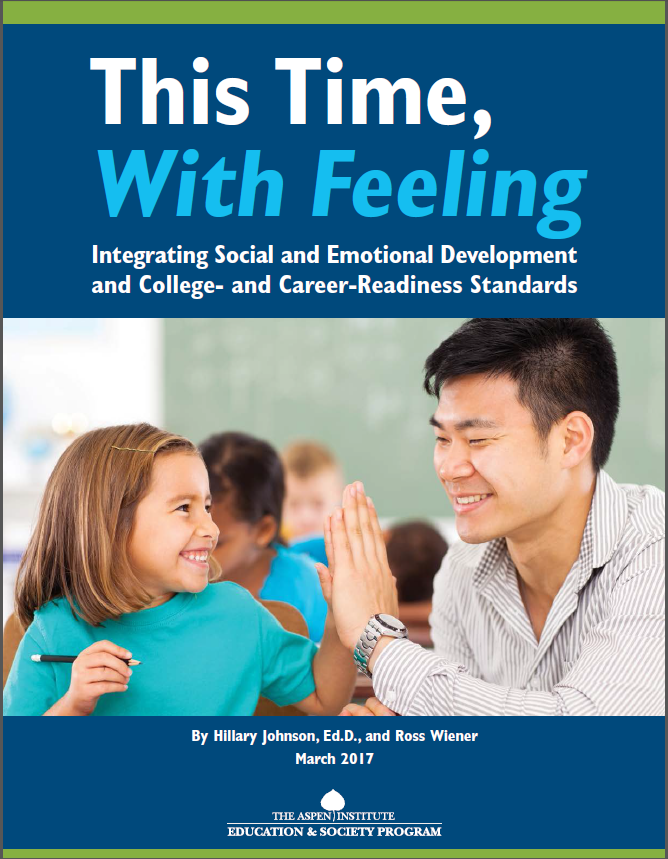 This Time,
With Feeling
Integrating Social and Emotional Development
and College- and Career-Readiness Standards
By Hillary Johnson, Ed.D., and Ross Wiener
March 2017
THE ASPEN INSTITUTE
EDUCATION & SOCIETY PROGRAM